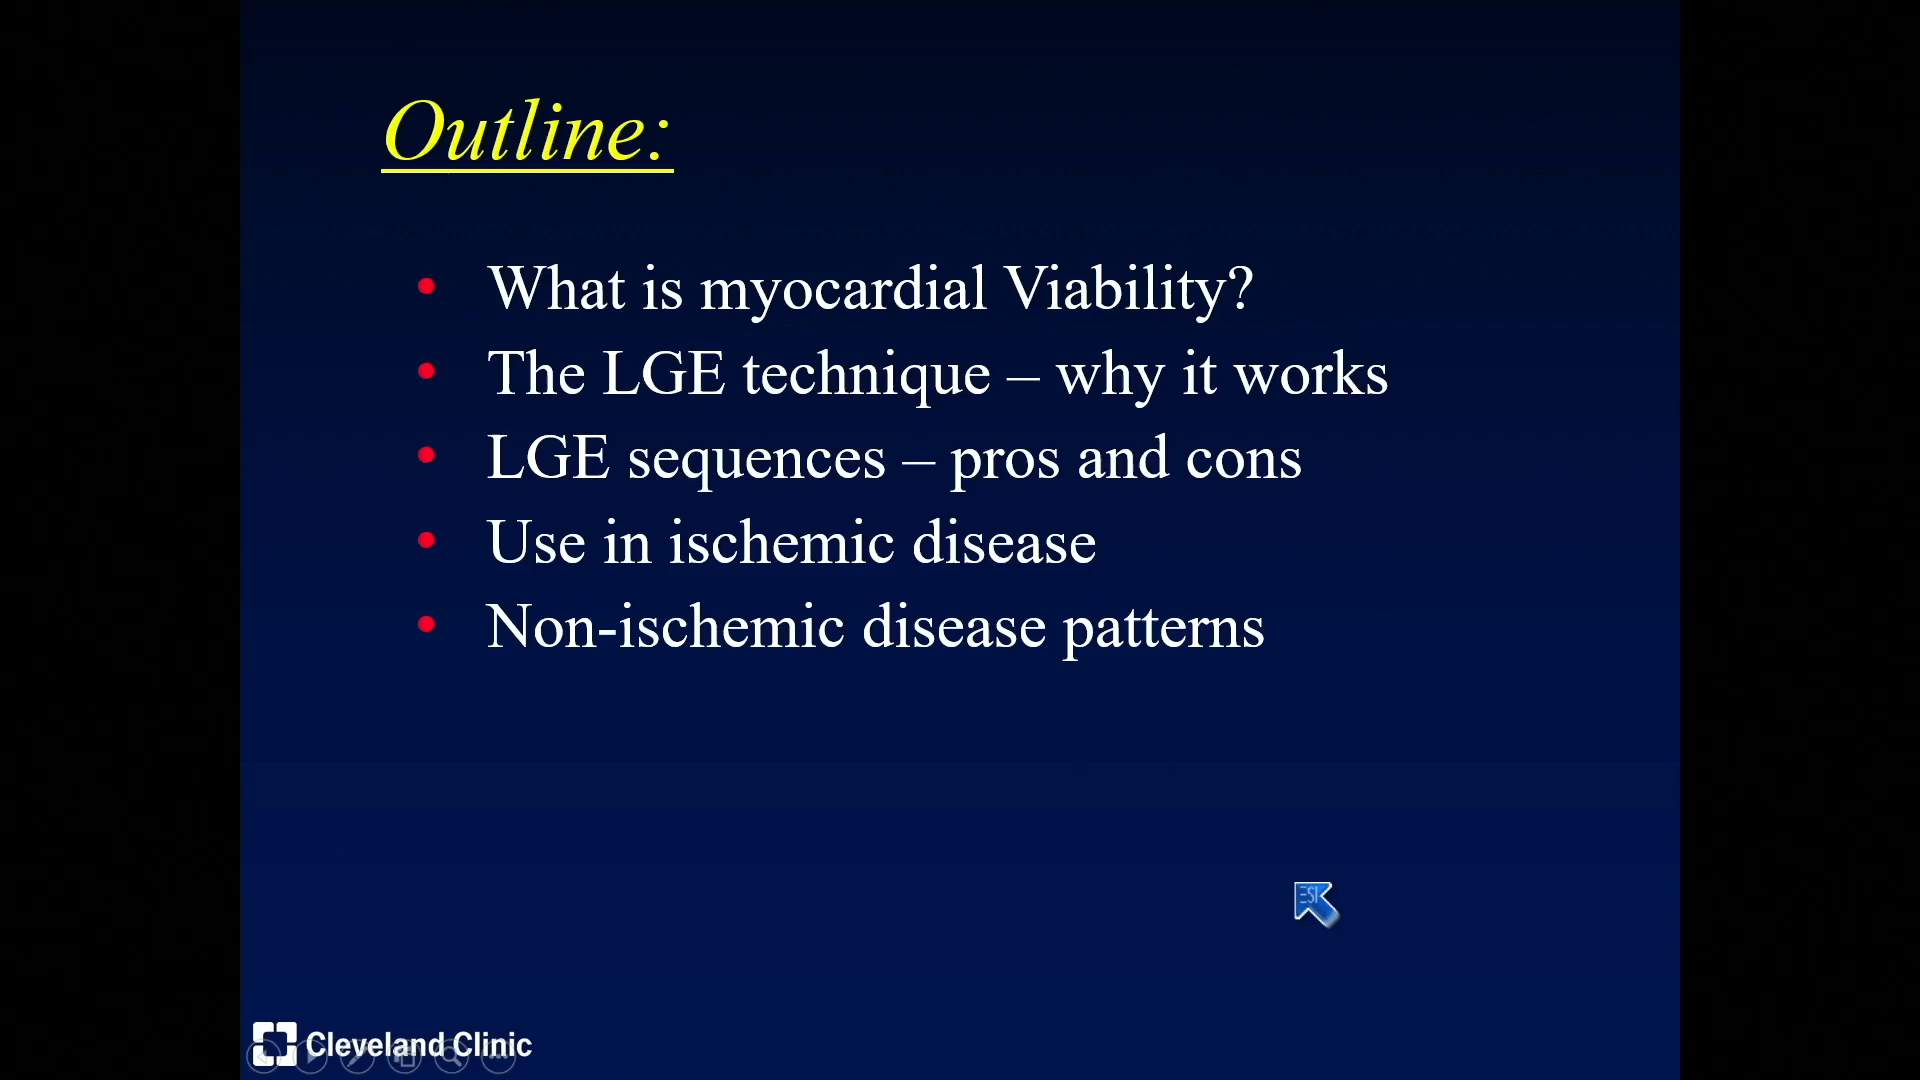 Outline:
What is myocardial Viability?
The LGE technique – why it works
LGE sequences – pros and cons
Use in ischemic disease
Non-ischemic disease patterns
ESI
Cleveland Clinic